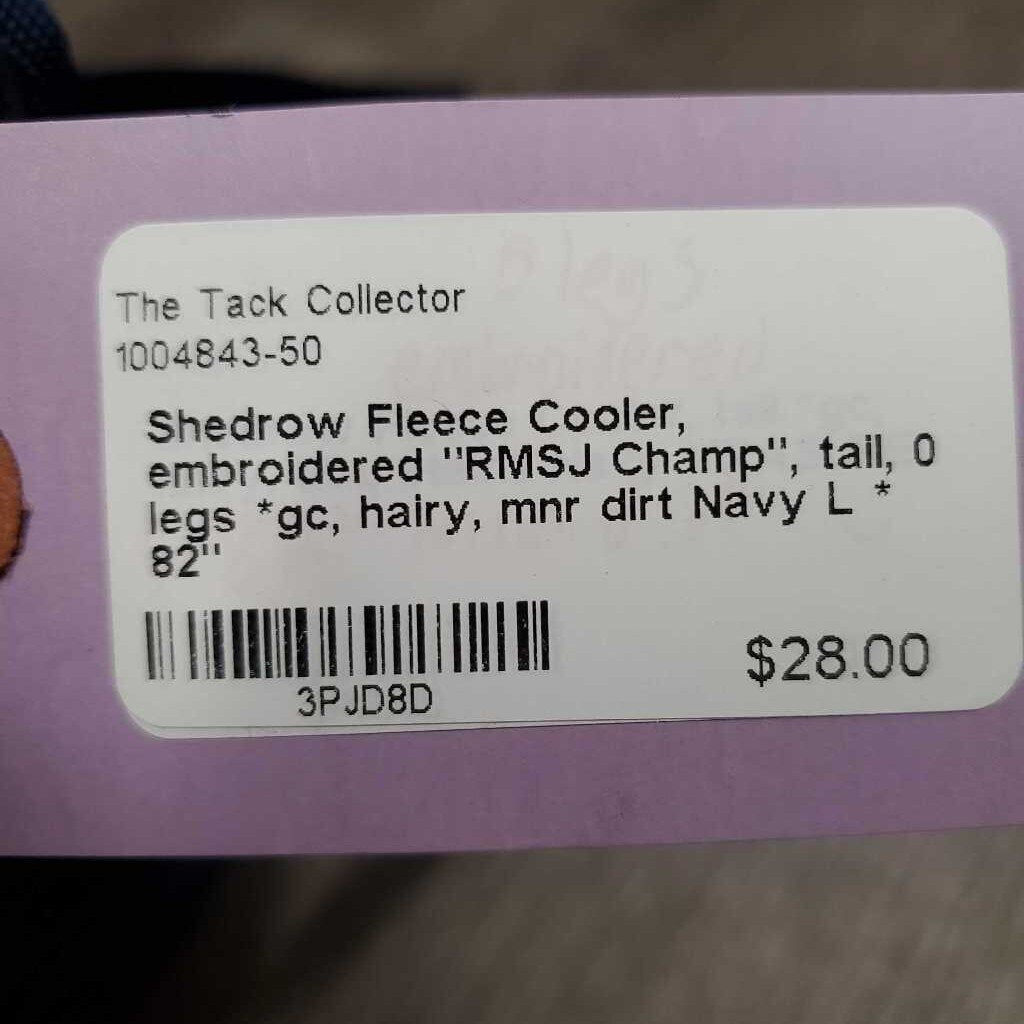 The Tack Collector
1004843-50
Shedrow Fleece Cooler,
embroidered "RMSJ Champ", tail, 0
legs *gc, hairy, mnr dirt Navy L *
82"
3PJD8D
$28.00